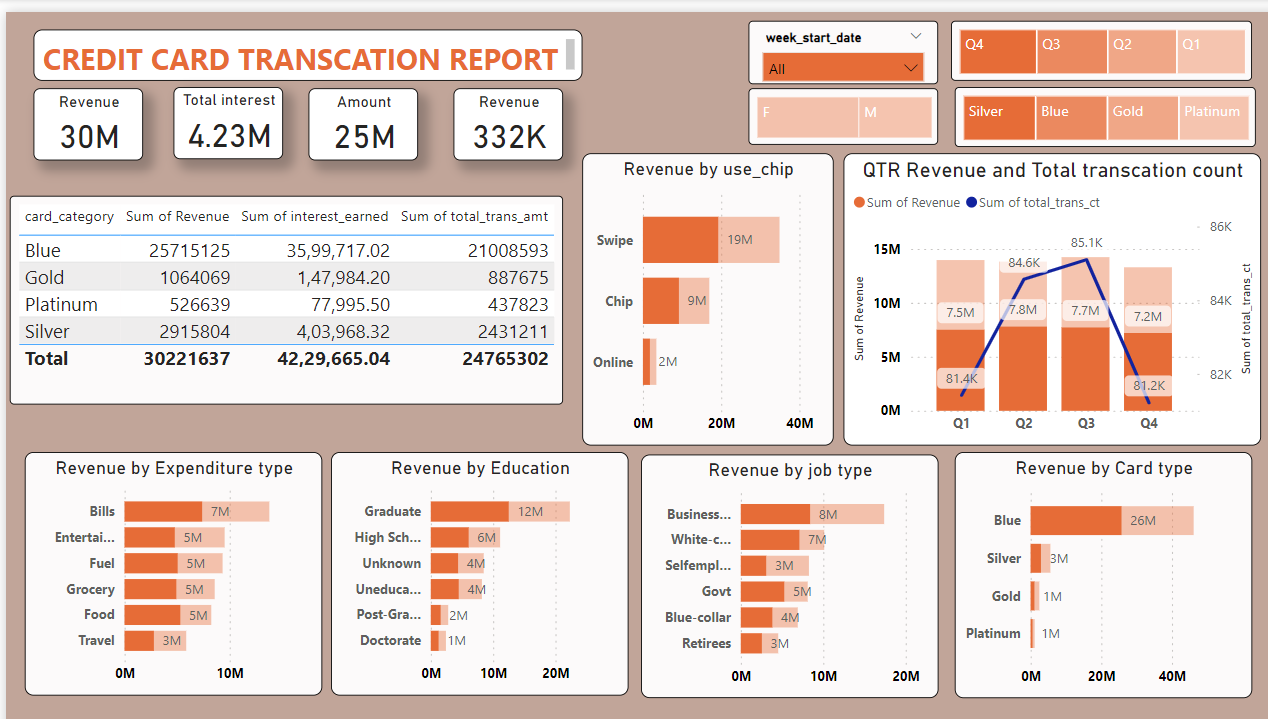 CREDIT CARD TRANSCATION REPORT
week_start_date
All
Q4 Q3 Q2 Q1
F M
Silver Blue Gold Platinum
Revenue
30M
Total interest
4.23M
Amount
25M
Revenue
332K
card_category Sum of Revenue Sum of interest_earned Sum of total_trans_amt
Blue 25715125 35,99,717.02 21008593
Gold 1064069 1,47,984.20 887675
Platinum 526639 77,995.50 437823
Silver 2915804 4,03,968.32 2431211
Total 30221637 42,29,665.04 24765302
Revenue by use_chip
Swipe 19M
Chip 9M
Online 2M
0M 20M 40M
QTR Revenue and Total transcation count
Sum of Revenue Sum of total_trans_ct
Sum of Revenue
15M
10M
5M
0M
7.5M 7.8M 7.7M 7.2M
81.4K 84.6K 85.1K 81.2K
Q1 Q2 Q3 Q4
86K
84K
82K
Sum of total_trans_ct
Revenue by Expenditure type
Bills 7M
Entertai... 5M
Fuel 5M
Grocery 5M
Food 5M
Travel 3M
0M 10M
Revenue by Education
Graduate 12M
High Sch... 6M
Unknown 4M
Uneduca... 4M
Post-Gra... 2M
Doctorate 1M
0M 10M 20M
Revenue by job type
Business... 8M
White-c... 7M
Selfempl... 3M
Govt 5M
Blue-collar 4M
Retirees 3M
0M 10M 20M
Revenue by Card type
Blue 26M
Silver 3M
Gold 1M
Platinum 1M
0M 20M 40M